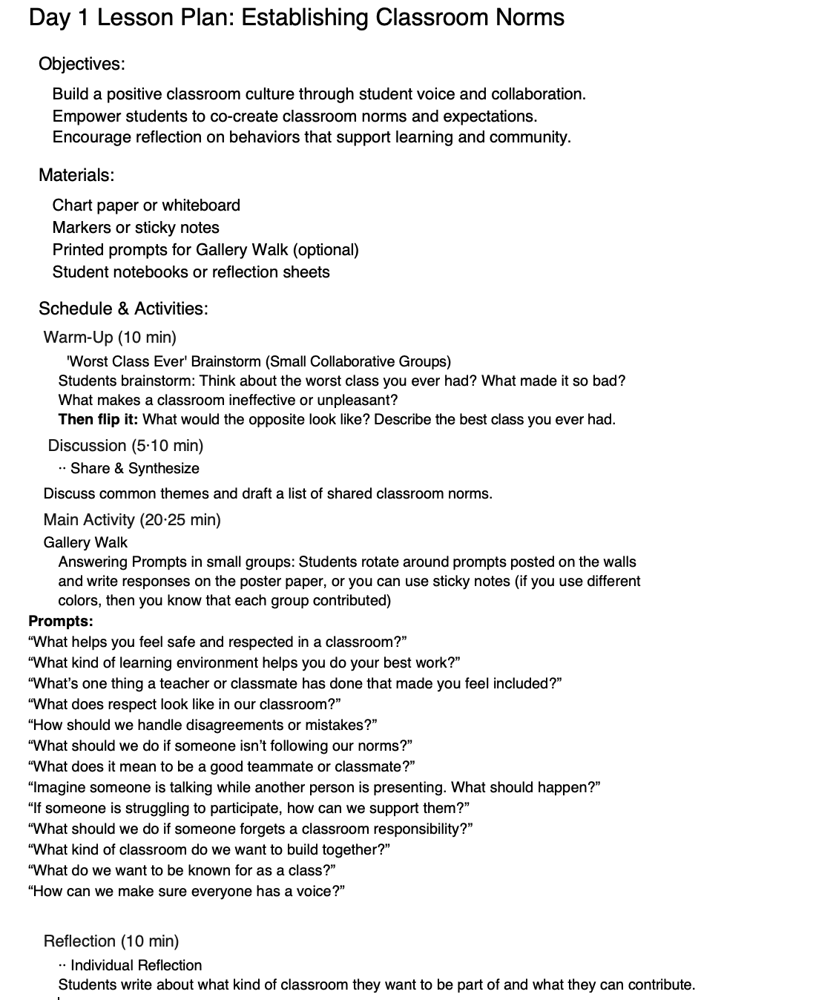 Day 1 Lesson Plan: Establishing Classroom Norms
Objectives:
Build a positive classroom culture through student voice and collaboration.
Empower students to co-create classroom norms and expectations.
Encourage reflection on behaviors that support learning and community.
Materials:
Chart paper or whiteboard
Markers or sticky notes
Printed prompts for Gallery Walk (optional)
Student notebooks or reflection sheets
Schedule & Activities:
Warm-Up (10 min)
'Worst Class Ever' Brainstorm (Small Collaborative Groups)
Students brainstorm: Think about the worst class you ever had? What made it so bad?
What makes a classroom ineffective or unpleasant?
Then flip it: What would the opposite look like? Describe the best class you ever had.
Discussion (5·10 min)
·· Share & Synthesize
Discuss common themes and draft a list of shared classroom norms.
Main Activity (20·25 min)
Gallery Walk
Answering Prompts in small groups: Students rotate around prompts posted on the walls
and write responses on the poster paper, or you can use sticky notes (if you use different
colors, then you know that each group contributed)
Prompts:
“What helps you feel safe and respected in a classroom?”
“What kind of learning environment helps you do your best work?”
“What’s one thing a teacher or classmate has done that made you feel included?”
“What does respect look like in our classroom?”
“How should we handle disagreements or mistakes?”
“What should we do if someone isn’t following our norms?”
“What does it mean to be a good teammate or classmate?”
“Imagine someone is talking while another person is presenting. What should happen?”
“If someone is struggling to participate, how can we support them?”
“What should we do if someone forgets a classroom responsibility?”
“What kind of classroom do we want to build together?”
“What do we want to be known for as a class?”
“How can we make sure everyone has a voice?”
Reflection (10 min)
·· Individual Reflection
Students write about what kind of classroom they want to be part of and what they can contribute.